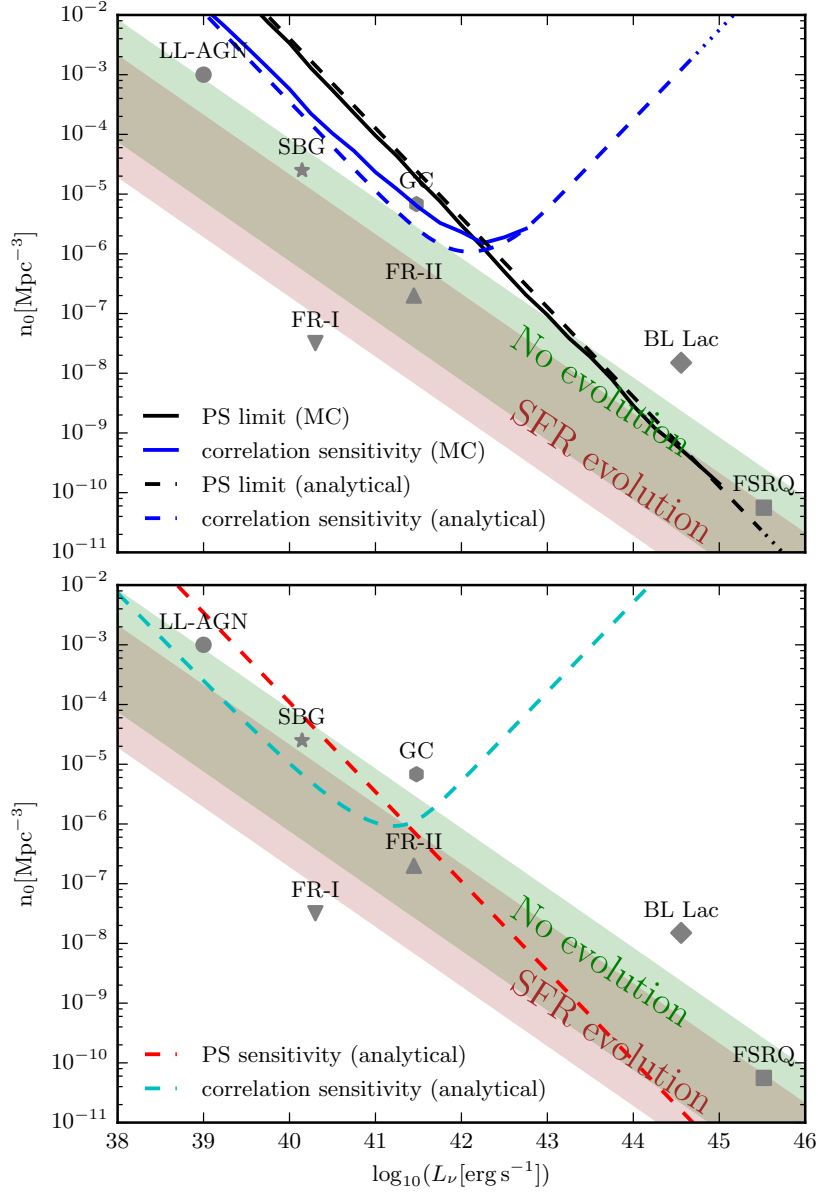 10⁻²
LL-AGN
10⁻³
10⁻⁴
SBG
GC
10⁻⁵
10⁻⁶
FR-II
n₀[Mpc⁻³]
10⁻⁷
FR-I
BL Lac
No evolution
10⁻⁸
SFR evolution
PS limit (MC)
10⁻⁹
correlation sensitivity (MC)
PS limit (analytical)
FSRQ
10⁻¹⁰
correlation sensitivity (analytical)
10⁻¹¹
10⁻²
LL-AGN
10⁻³
10⁻⁴
SBG
GC
10⁻⁵
10⁻⁶
FR-II
n₀[Mpc⁻³]
10⁻⁷
FR-I
BL Lac
No evolution
10⁻⁸
SFR evolution
10⁻⁹
PS sensitivity (analytical)
FSRQ
10⁻¹⁰
correlation sensitivity (analytical)
10⁻¹¹
38 39 40 41 42 43 44 45 46
log₁₀(Lᵥ[erg s⁻¹])